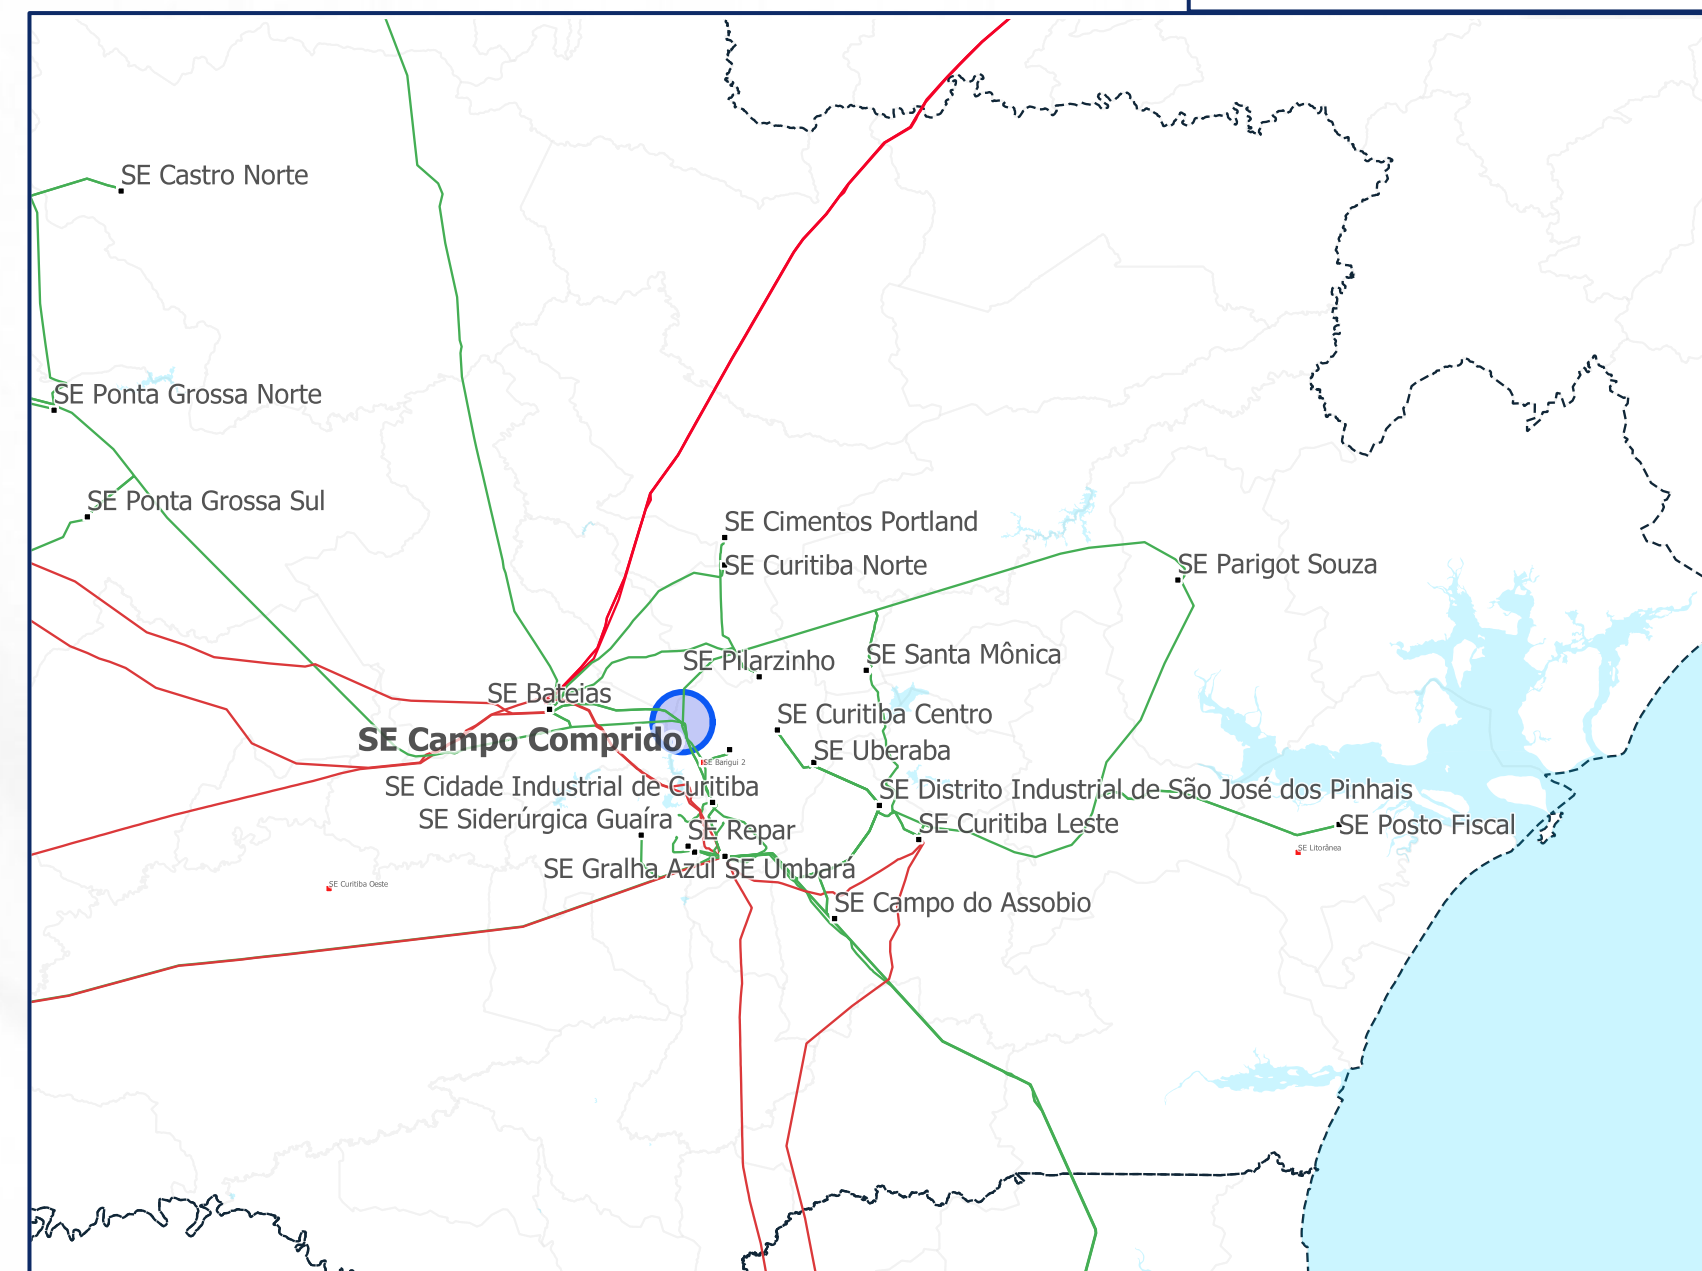 SE Castro Norte
SE Ponta Grossa Norte
SE Ponta Grossa Sul
SE Cimentos Portland
SE Curitiba Norte
SE Parigot Souza
SE Pilarzinho
SE Santa Mônica
SE Bateias
SE Curitiba Centro
SE Campo Comprido
SE Uberaba
SE Barigui 2
SE Cidade Industrial de Curitiba
SE Distrito Industrial de São José dos Pinhais
SE Siderúrgica Guaíra
SE Repar
SE Curitiba Leste
SE Posto Fiscal
SE Litorânea
SE Gralha Azul
SE Umbará
SE Curitiba Oeste
SE Campo do Assobio